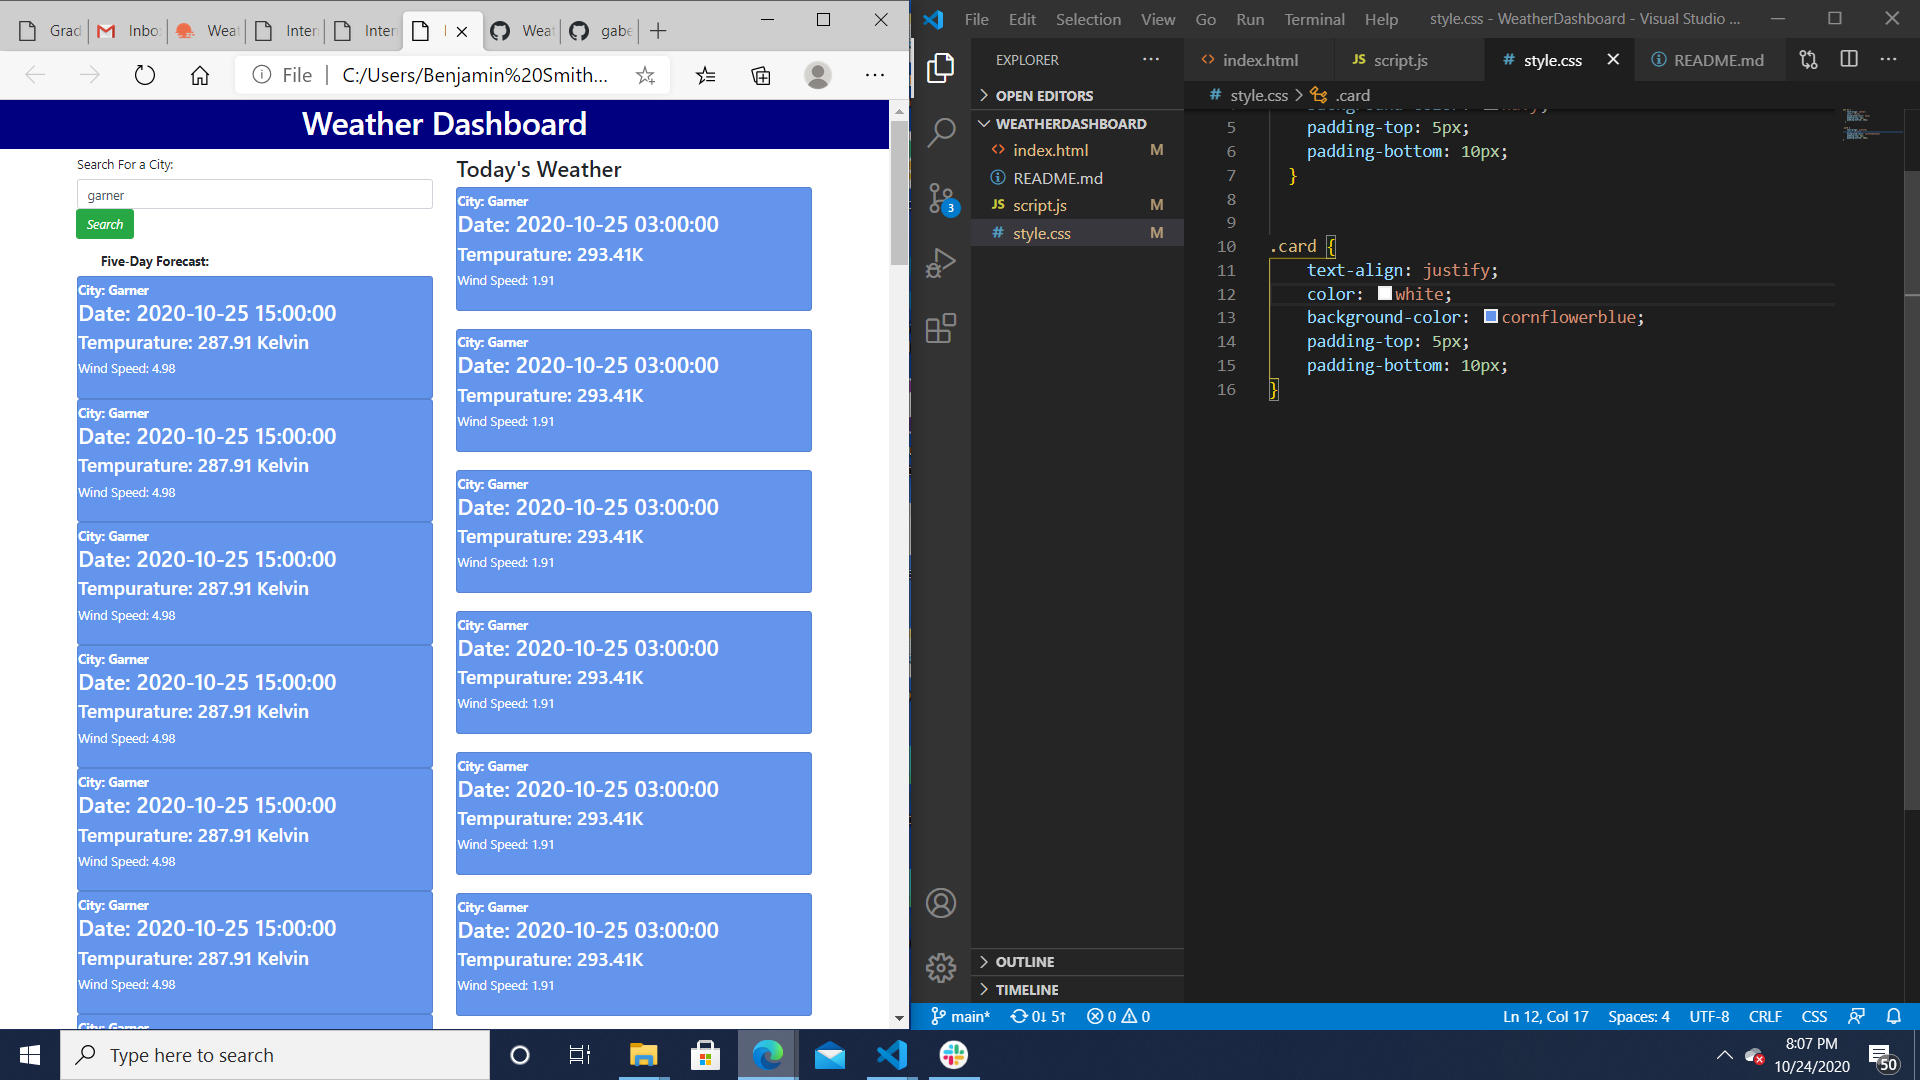 Grad
Inbo
Weat
Inter
Inter
Weat
gabe
File
C:/Users/Benjamin%20Smith...
Weather Dashboard
Search For a City:
garner
Search
Five-Day Forecast:
City: Garner
Date: 2020-10-25 15:00:00
Tempurature: 287.91 Kelvin
Wind Speed: 4.98
City: Garner
Date: 2020-10-25 15:00:00
Tempurature: 287.91 Kelvin
Wind Speed: 4.98
City: Garner
Date: 2020-10-25 15:00:00
Tempurature: 287.91 Kelvin
Wind Speed: 4.98
City: Garner
Date: 2020-10-25 15:00:00
Tempurature: 287.91 Kelvin
Wind Speed: 4.98
City: Garner
Date: 2020-10-25 15:00:00
Tempurature: 287.91 Kelvin
Wind Speed: 4.98
City: Garner
Date: 2020-10-25 15:00:00
Tempurature: 287.91 Kelvin
Wind Speed: 4.98
City: Garner
Today's Weather
City: Garner
Date: 2020-10-25 03:00:00
Tempurature: 293.41K
Wind Speed: 1.91
City: Garner
Date: 2020-10-25 03:00:00
Tempurature: 293.41K
Wind Speed: 1.91
City: Garner
Date: 2020-10-25 03:00:00
Tempurature: 293.41K
Wind Speed: 1.91
City: Garner
Date: 2020-10-25 03:00:00
Tempurature: 293.41K
Wind Speed: 1.91
City: Garner
Date: 2020-10-25 03:00:00
Tempurature: 293.41K
Wind Speed: 1.91
City: Garner
Date: 2020-10-25 03:00:00
Tempurature: 293.41K
Wind Speed: 1.91
File Edit Selection View Go Run Terminal Help style.css - WeatherDashboard - Visual Studio ...
EXPLORER
OPEN EDITORS
WEATHERDASHBOARD
index.html M
README.md
script.js M
style.css M
3
OUTLINE
TIMELINE
index.html
JS script.js
# style.css
README.md
# style.css > .card
5 padding-top: 5px;
6 padding-bottom: 10px;
7 }
8
9
10 .card {
11 text-align: justify;
12 color: white;
13 background-color: cornflowerblue;
14 padding-top: 5px;
15 padding-bottom: 10px;
16 }
main* 0↓ 5↑ 0 0
Ln 12, Col 17 Spaces: 4 UTF-8 CRLF CSS
Type here to search
8:07 PM
10/24/2020
50